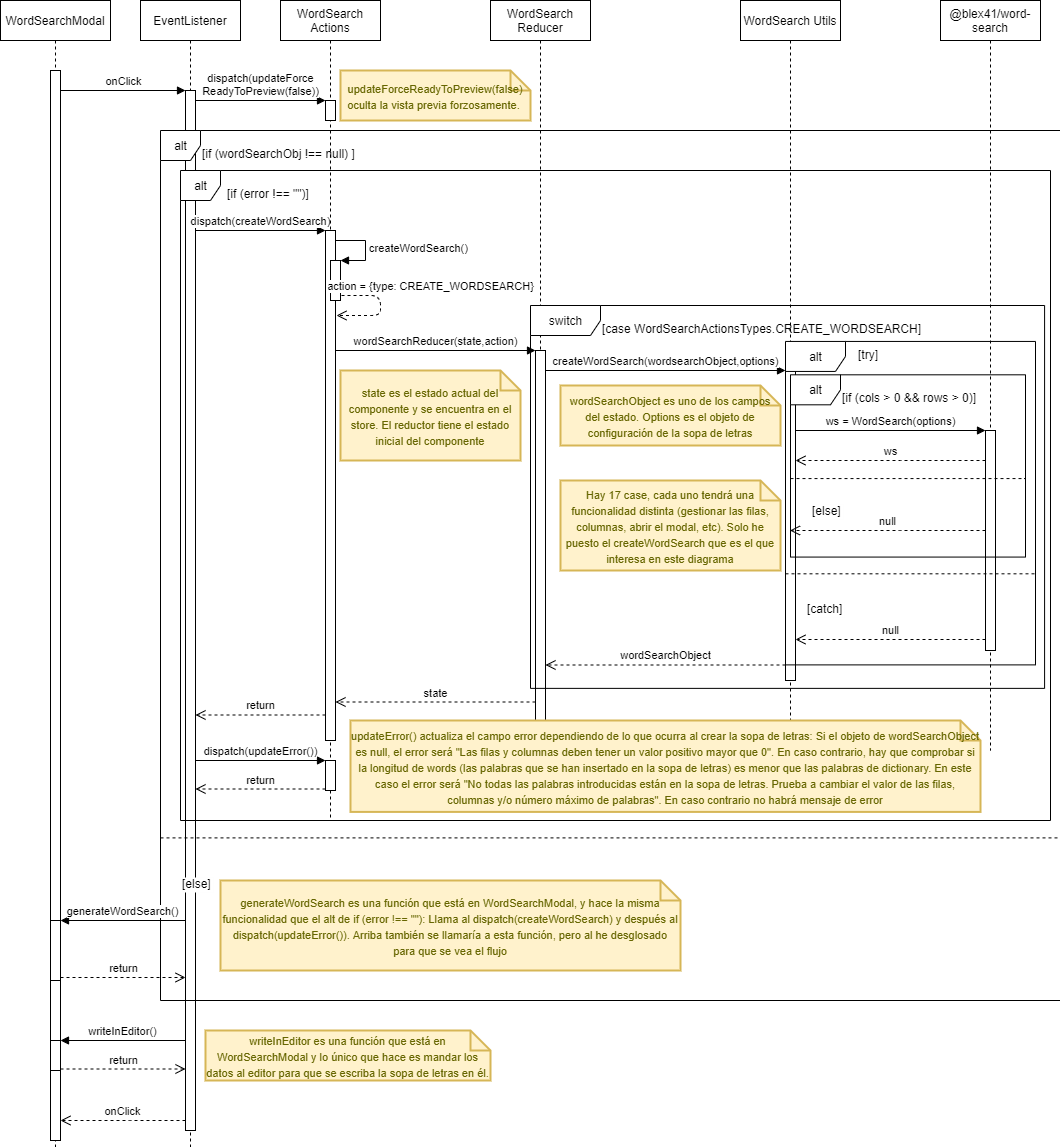 WordSearchModal
EventListener
WordSearch
Actions
WordSearch
Reducer
WordSearch Utils
@blex41/word-
search
onClick
dispatch(updateForce
ReadyToPreview(false))
updateForceReadyToPreview(false)
oculta la vista previa forzosamente.
alt
[if (wordSearchObj !== null) ]
alt
[if (error !== "")]
dispatch(createWordSearch)
createWordSearch()
action = {type: CREATE_WORDSEARCH}
switch
[case WordSearchActionsTypes.CREATE_WORDSEARCH]
wordSearchReducer(state,action)
createWordSearch(wordsearchObject,options)
alt
[try]
state es el estado actual del
componente y se encuentra en el
store. El reductor tiene el estado
inicial del componente
wordSearchObject es uno de los campos
del estado. Options es el objeto de
configuración de la sopa de letras
alt
[if (cols > 0 && rows > 0)]
ws = WordSearch(options)
ws
Hay 17 case, cada uno tendrá una
funcionalidad distinta (gestionar las filas,
columnas, abrir el modal, etc). Solo he
puesto el createWordSearch que es el que
interesa en este diagrama
[else]
null
[catch]
null
wordSearchObject
state
return
updateError() actualiza el campo error dependiendo de lo que ocurra al crear la sopa de letras: Si el objeto de wordSearchObject
es null, el error será "Las filas y columnas deben tener un valor positivo mayor que 0". En caso contrario, hay que comprobar si
la longitud de words (las palabras que se han insertado en la sopa de letras) es menor que las palabras de dictionary. En este
caso el error será "No todas las palabras introducidas están en la sopa de letras. Prueba a cambiar el valor de las filas,
columnas y/o número máximo de palabras". En caso contrario no habrá mensaje de error
dispatch(updateError())
return
[else]
generateWordSearch()
generateWordSearch es una función que está en WordSearchModal, y hace la misma
funcionalidad que el alt de if (error !== ""): Llama al dispatch(createWordSearch) y después al
dispatch(updateError()). Arriba también se llamaría a esta función, pero al he desglosado
para que se vea el flujo
return
writeInEditor()
writeInEditor es una función que está en
WordSearchModal y lo único que hace es mandar los
datos al editor para que se escriba la sopa de letras en él.
return
onClick